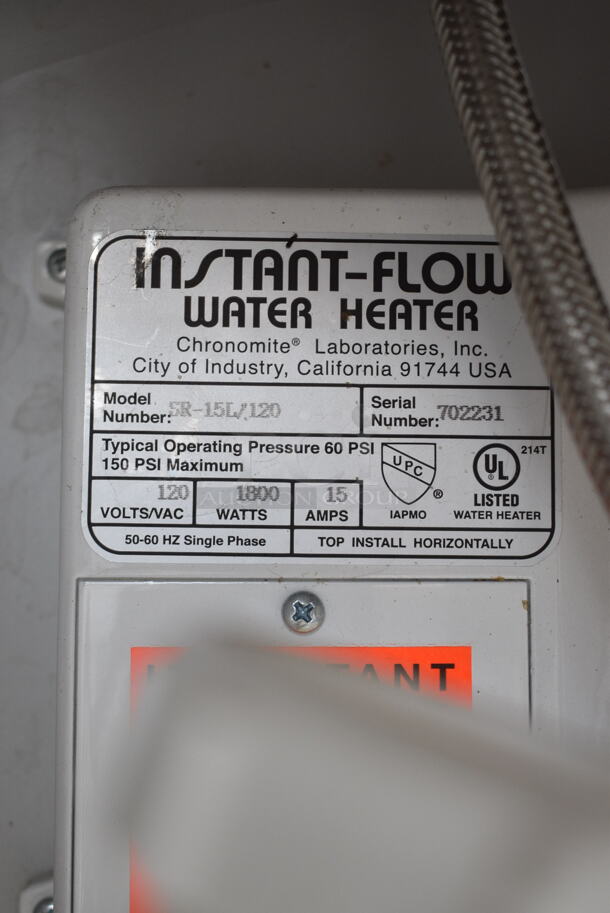 INSTANT-FLOW
WATER HEATER
Chronomite® Laboratories, Inc.
City of Industry, California 91744 USA
Model Number: SR-15L/120
Serial Number: 702231
Typical Operating Pressure 60 PSI
150 PSI Maximum
UPC
®
IAPMO
UL
214T
LISTED
WATER HEATER
120 VOLTS/VAC
1800 WATTS
15 AMPS
AUCTION GROUP
50-60 HZ Single Phase
TOP INSTALL HORIZONTALLY